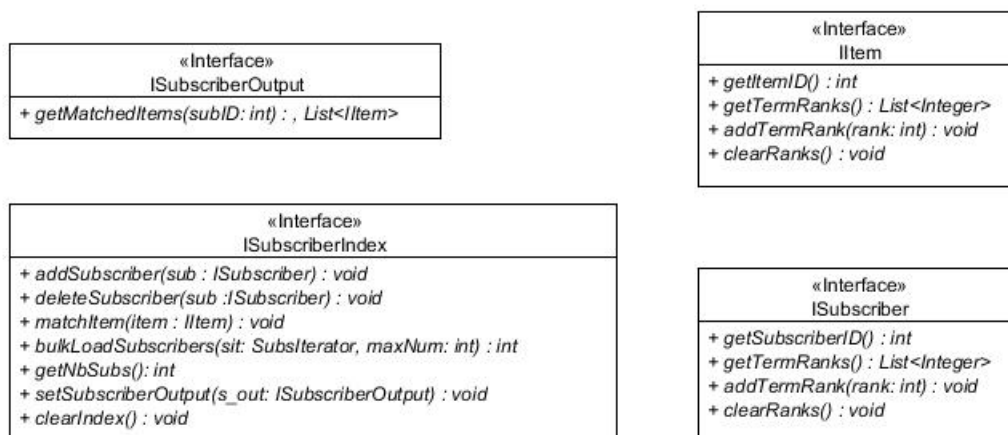 «Interface»
ISubscriberOutput
+ getMatchedItems(subID: int) : , List<IItem>
«Interface»
IItem
+ getItemID() : int
+ getTermRanks() : List<Integer>
+ addTermRank(rank: int) : void
+ clearRanks() : void
«Interface»
ISubscriberIndex
+ addSubscriber(sub : ISubscriber) : void
+ deleteSubscriber(sub :ISubscriber) : void
+ matchItem(item : IItem) : void
+ bulkLoadSubscribers(sit: SubsIterator, maxNum: int) : int
+ getNbSubs(): int
+ setSubscriberOutput(s_out: ISubscriberOutput) : void
+ clearIndex() : void
«Interface»
ISubscriber
+ getSubscriberID() : int
+ getTermRanks() : List<Integer>
+ addTermRank(rank: int) : void
+ clearRanks() : void